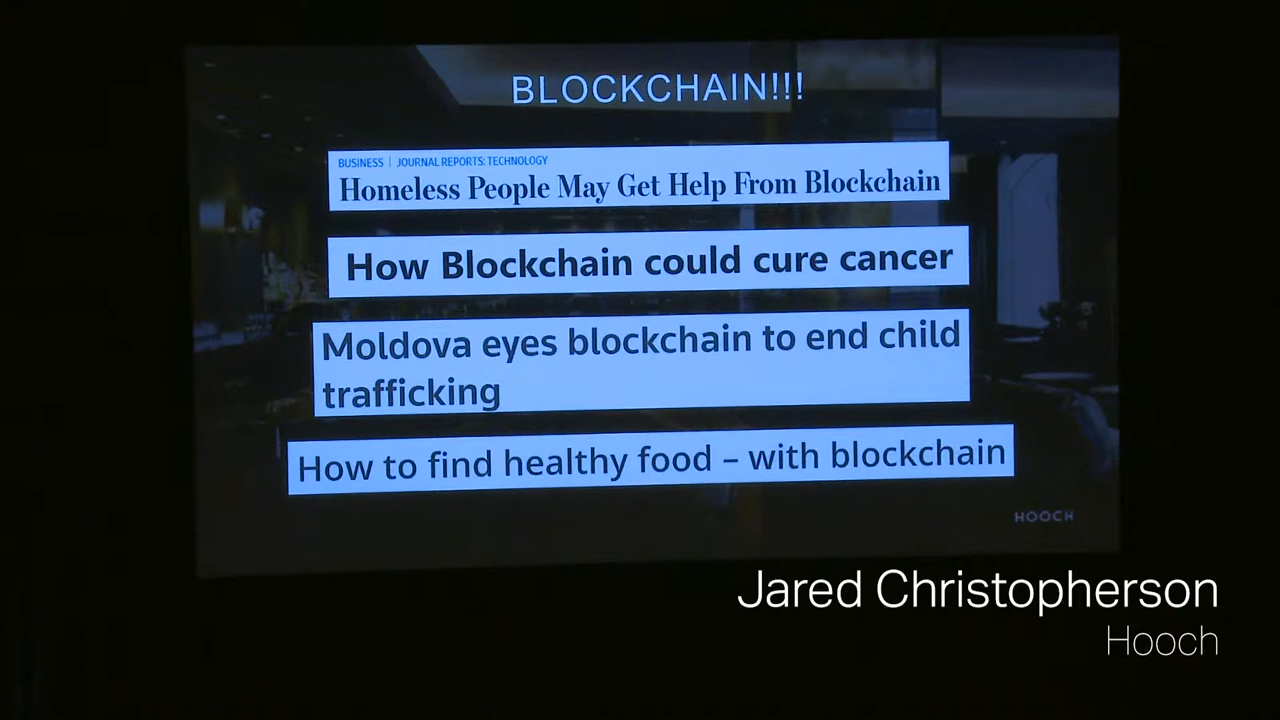 BLOCKCHAIN!!!
BUSINESS | JOURNAL REPORTS: TECHNOLOGY
Homeless People May Get Help From Blockchain
How Blockchain could cure cancer
Moldova eyes blockchain to end child
trafficking
How to find healthy food – with blockchain
HOOCH
Jared Christopherson
Hooch